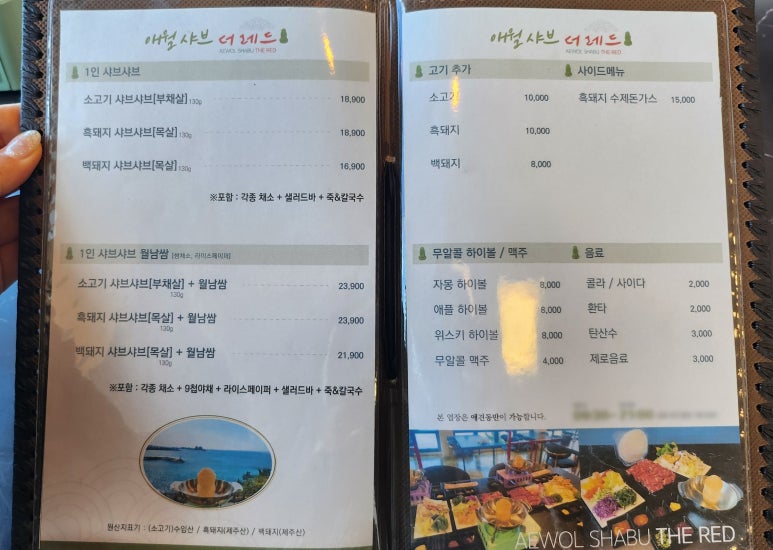 애월 샤브 더 레드
AEWOL SHABU THE RED
1인 샤브샤브
소고기 샤브샤브[부채살] 130g 18,900
흑돼지 샤브샤브[목살] 130g 18,900
백돼지 샤브샤브[목살] 130g 16,900
※포함 : 각종 채소 + 샐러드바 + 죽&칼국수
1인 샤브샤브 월남쌈 [쌈채소, 라이스페이퍼]
소고기 샤브샤브[부채살] + 월남쌈 23,900
130g
흑돼지 샤브샤브[목살] + 월남쌈 23,900
130g
백돼지 샤브샤브[목살] + 월남쌈 21,900
130g
※포함 : 각종 채소 + 9첩야채 + 라이스페이퍼 + 샐러드바 + 죽&칼국수
원산지표기 : (소고기)수입산 / 흑돼지(제주산) / 백돼지(제주산)
애월 샤브 더 레드
AEWOL SHABU THE RED
고기 추가
소고기 10,000
흑돼지 10,000
백돼지 8,000
사이드메뉴
흑돼지 수제돈가스 15,000
무알콜 하이볼 / 맥주
자몽 하이볼 8,000
애플 하이볼 8,000
위스키 하이볼 8,000
무알콜 맥주 4,000
음료
콜라 / 사이다 2,000
환타 2,000
탄산수 3,000
제로음료 3,000
본 업장은 애견동반이 가능합니다.
AEWOL SHABU THE RED